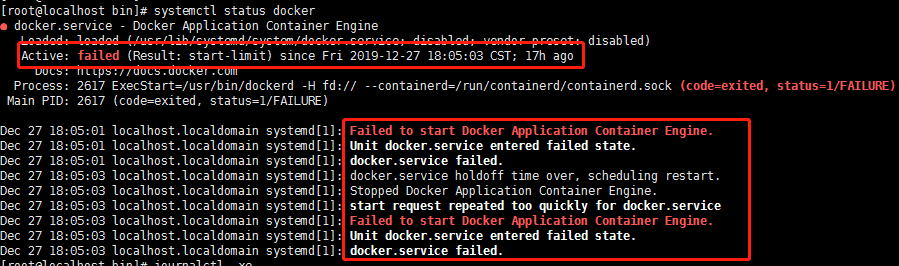 [root@localhost bin]# systemctl status docker
● docker.service - Docker Application Container Engine
Loaded: loaded (/usr/lib/systemd/system/docker.service; disabled; vendor preset: disabled)
Active: failed (Result: start-limit) since Fri 2019-12-27 18:05:03 CST; 17h ago
Docs: https://docs.docker.com
Process: 2617 ExecStart=/usr/bin/dockerd -H fd:// --containerd=/run/containerd/containerd.sock (code=exited, status=1/FAILURE)
Main PID: 2617 (code=exited, status=1/FAILURE)
Dec 27 18:05:01 localhost.localdomain systemd[1]: Failed to start Docker Application Container Engine.
Dec 27 18:05:01 localhost.localdomain systemd[1]: Unit docker.service entered failed state.
Dec 27 18:05:01 localhost.localdomain systemd[1]: docker.service failed.
Dec 27 18:05:03 localhost.localdomain systemd[1]: docker.service holdoff time over, scheduling restart.
Dec 27 18:05:03 localhost.localdomain systemd[1]: Stopped Docker Application Container Engine.
Dec 27 18:05:03 localhost.localdomain systemd[1]: start request repeated too quickly for docker.service
Dec 27 18:05:03 localhost.localdomain systemd[1]: Failed to start Docker Application Container Engine.
Dec 27 18:05:03 localhost.localdomain systemd[1]: Unit docker.service entered failed state.
Dec 27 18:05:03 localhost.localdomain systemd[1]: docker.service failed.
[root@localhost bin]# journalctl -xe